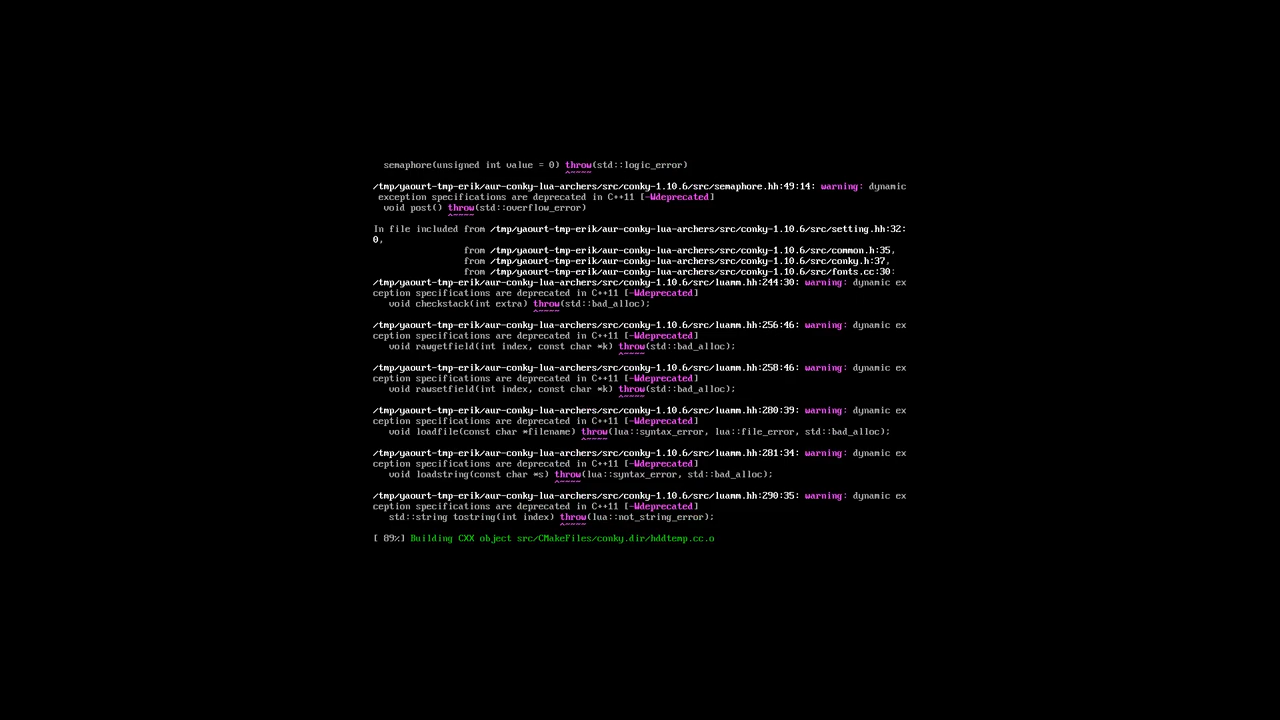 semaphore(unsigned int value = 0) throw(std::logic_error)
^~~~~
/tmp/yaourt-tmp-erik/aur-conky-lua-archers/src/conky-1.10.6/src/semaphore.hh:49:14: warning: dynamic
exception specifications are deprecated in C++11 [-Wdeprecated]
void post() throw(std::overflow_error)
^~~~~
In file included from /tmp/yaourt-tmp-erik/aur-conky-lua-archers/src/conky-1.10.6/src/setting.hh:32:
0,
from /tmp/yaourt-tmp-erik/aur-conky-lua-archers/src/conky-1.10.6/src/common.h:35,
from /tmp/yaourt-tmp-erik/aur-conky-lua-archers/src/conky-1.10.6/src/conky.h:37,
from /tmp/yaourt-tmp-erik/aur-conky-lua-archers/src/conky-1.10.6/src/fonts.cc:30:
/tmp/yaourt-tmp-erik/aur-conky-lua-archers/src/conky-1.10.6/src/luamm.hh:244:30: warning: dynamic ex
ception specifications are deprecated in C++11 [-Wdeprecated]
void checkstack(int extra) throw(std::bad_alloc);
^~~~~
/tmp/yaourt-tmp-erik/aur-conky-lua-archers/src/conky-1.10.6/src/luamm.hh:256:46: warning: dynamic ex
ception specifications are deprecated in C++11 [-Wdeprecated]
void rawgetfield(int index, const char *k) throw(std::bad_alloc);
^~~~~
/tmp/yaourt-tmp-erik/aur-conky-lua-archers/src/conky-1.10.6/src/luamm.hh:258:46: warning: dynamic ex
ception specifications are deprecated in C++11 [-Wdeprecated]
void rawsetfield(int index, const char *k) throw(std::bad_alloc);
^~~~~
/tmp/yaourt-tmp-erik/aur-conky-lua-archers/src/conky-1.10.6/src/luamm.hh:280:39: warning: dynamic ex
ception specifications are deprecated in C++11 [-Wdeprecated]
void loadfile(const char *filename) throw(lua::syntax_error, lua::file_error, std::bad_alloc);
^~~~~
/tmp/yaourt-tmp-erik/aur-conky-lua-archers/src/conky-1.10.6/src/luamm.hh:281:34: warning: dynamic ex
ception specifications are deprecated in C++11 [-Wdeprecated]
void loadstring(const char *s) throw(lua::syntax_error, std::bad_alloc);
^~~~~
/tmp/yaourt-tmp-erik/aur-conky-lua-archers/src/conky-1.10.6/src/luamm.hh:290:35: warning: dynamic ex
ception specifications are deprecated in C++11 [-Wdeprecated]
std::string tostring(int index) throw(lua::not_string_error);
^~~~~
[ 89%] Building CXX object src/CMakeFiles/conky.dir/hddtemp.cc.o